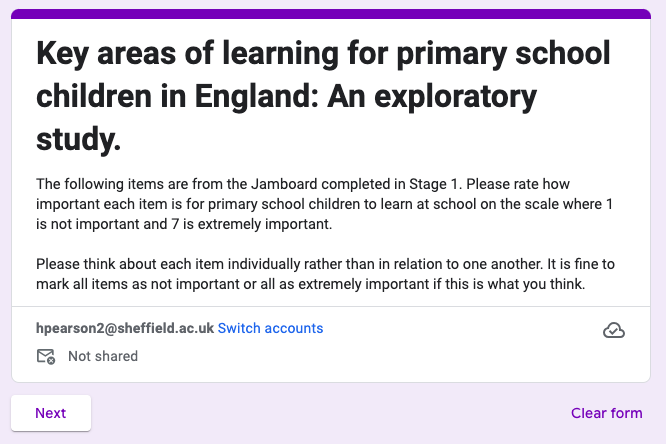 Key areas of learning for primary school
children in England: An exploratory
study.
The following items are from the Jamboard completed in Stage 1. Please rate how
important each item is for primary school children to learn at school on the scale where 1
is not important and 7 is extremely important.
Please think about each item individually rather than in relation to one another. It is fine to
mark all items as not important or all as extremely important if this is what you think.
hpearson2@sheffield.ac.uk Switch accounts
Not shared
Next
Clear form